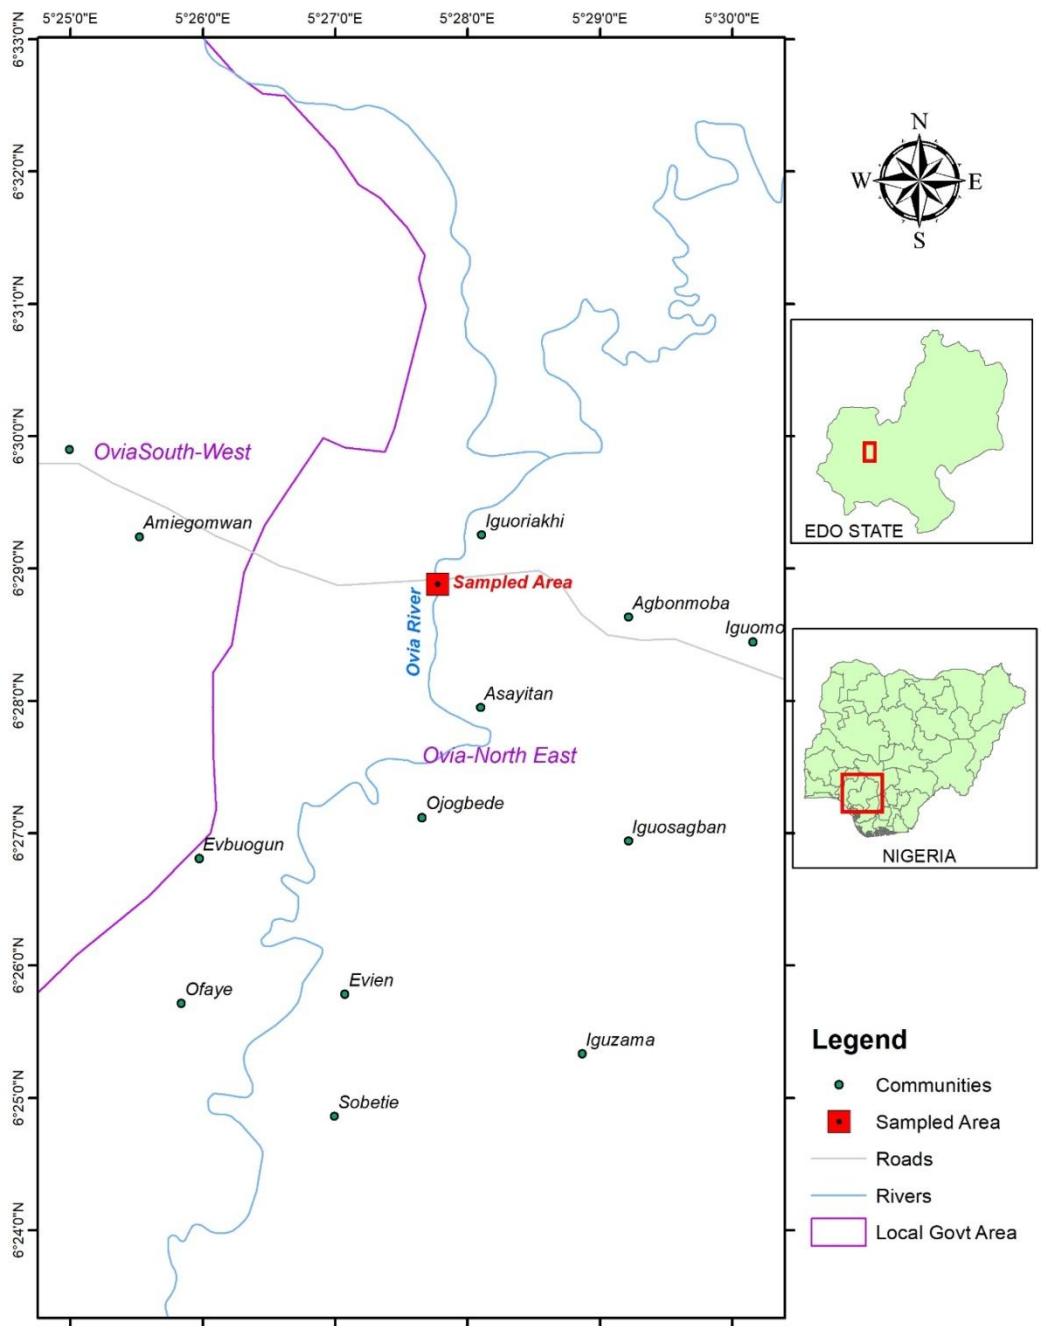 5°25'0"E 5°26'0"E 5°27'0"E 5°28'0"E 5°29'0"E 5°30'0"E
6°33'0"N
6°32'0"N
6°31'0"N
6°30'0"N
6°29'0"N
6°28'0"N
6°27'0"N
6°26'0"N
6°25'0"N
6°24'0"N
OviaSouth-West
Amiegomwan
Iguoriakhi
Sampled Area
Ovia River
Agbonmoba
Iguomo
Asayitan
Ovia-North East
Ojogbede
Iguosagban
Evbuogun
Ofaye
Evien
Iguzama
Sobetie
N
W E
S
EDO STATE
NIGERIA
Legend
Communities
Sampled Area
Roads
Rivers
Local Govt Area